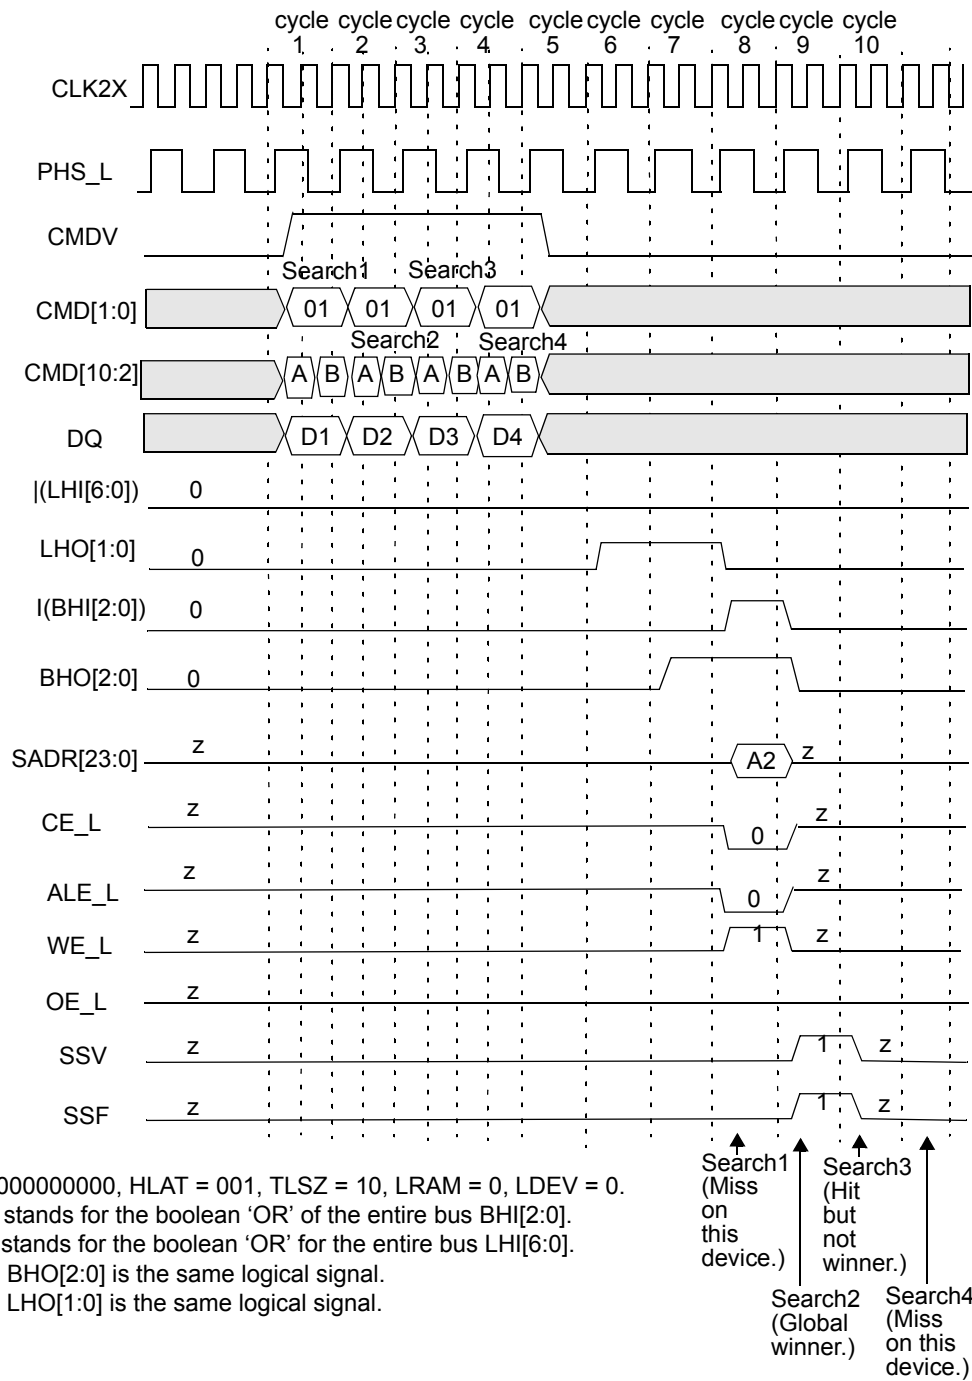 cycle cycle cycle cycle cycle cycle cycle cycle cycle cycle
1 2 3 4 5 6 7 8 9 10
CLK2X
PHS_L
CMDV
Search1 Search3
CMD[1:0] 01 01 01 01
Search2 Search4
CMD[10:2] A B A B A B A B
DQ D1 D2 D3 D4
|(LHI[6:0]) 0
LHO[1:0] 0
I(BHI[2:0]) 0
BHO[2:0] 0
SADR[23:0] z A2 z
CE_L z 0 z
ALE_L z 0 z
WE_L z 1 z
OE_L z
SSV z 1 z
SSF z 1 z
000000000, HLAT = 001, TLSZ = 10, LRAM = 0, LDEV = 0.
stands for the boolean ‘OR’ of the entire bus BHI[2:0].
stands for the boolean ‘OR’ for the entire bus LHI[6:0].
BHO[2:0] is the same logical signal.
LHO[1:0] is the same logical signal.
Search1
(Miss
on
this
device.)
Search3
(Hit
but
not
winner.)
Search2
(Global
winner.)
Search4
(Miss
on this
device.)